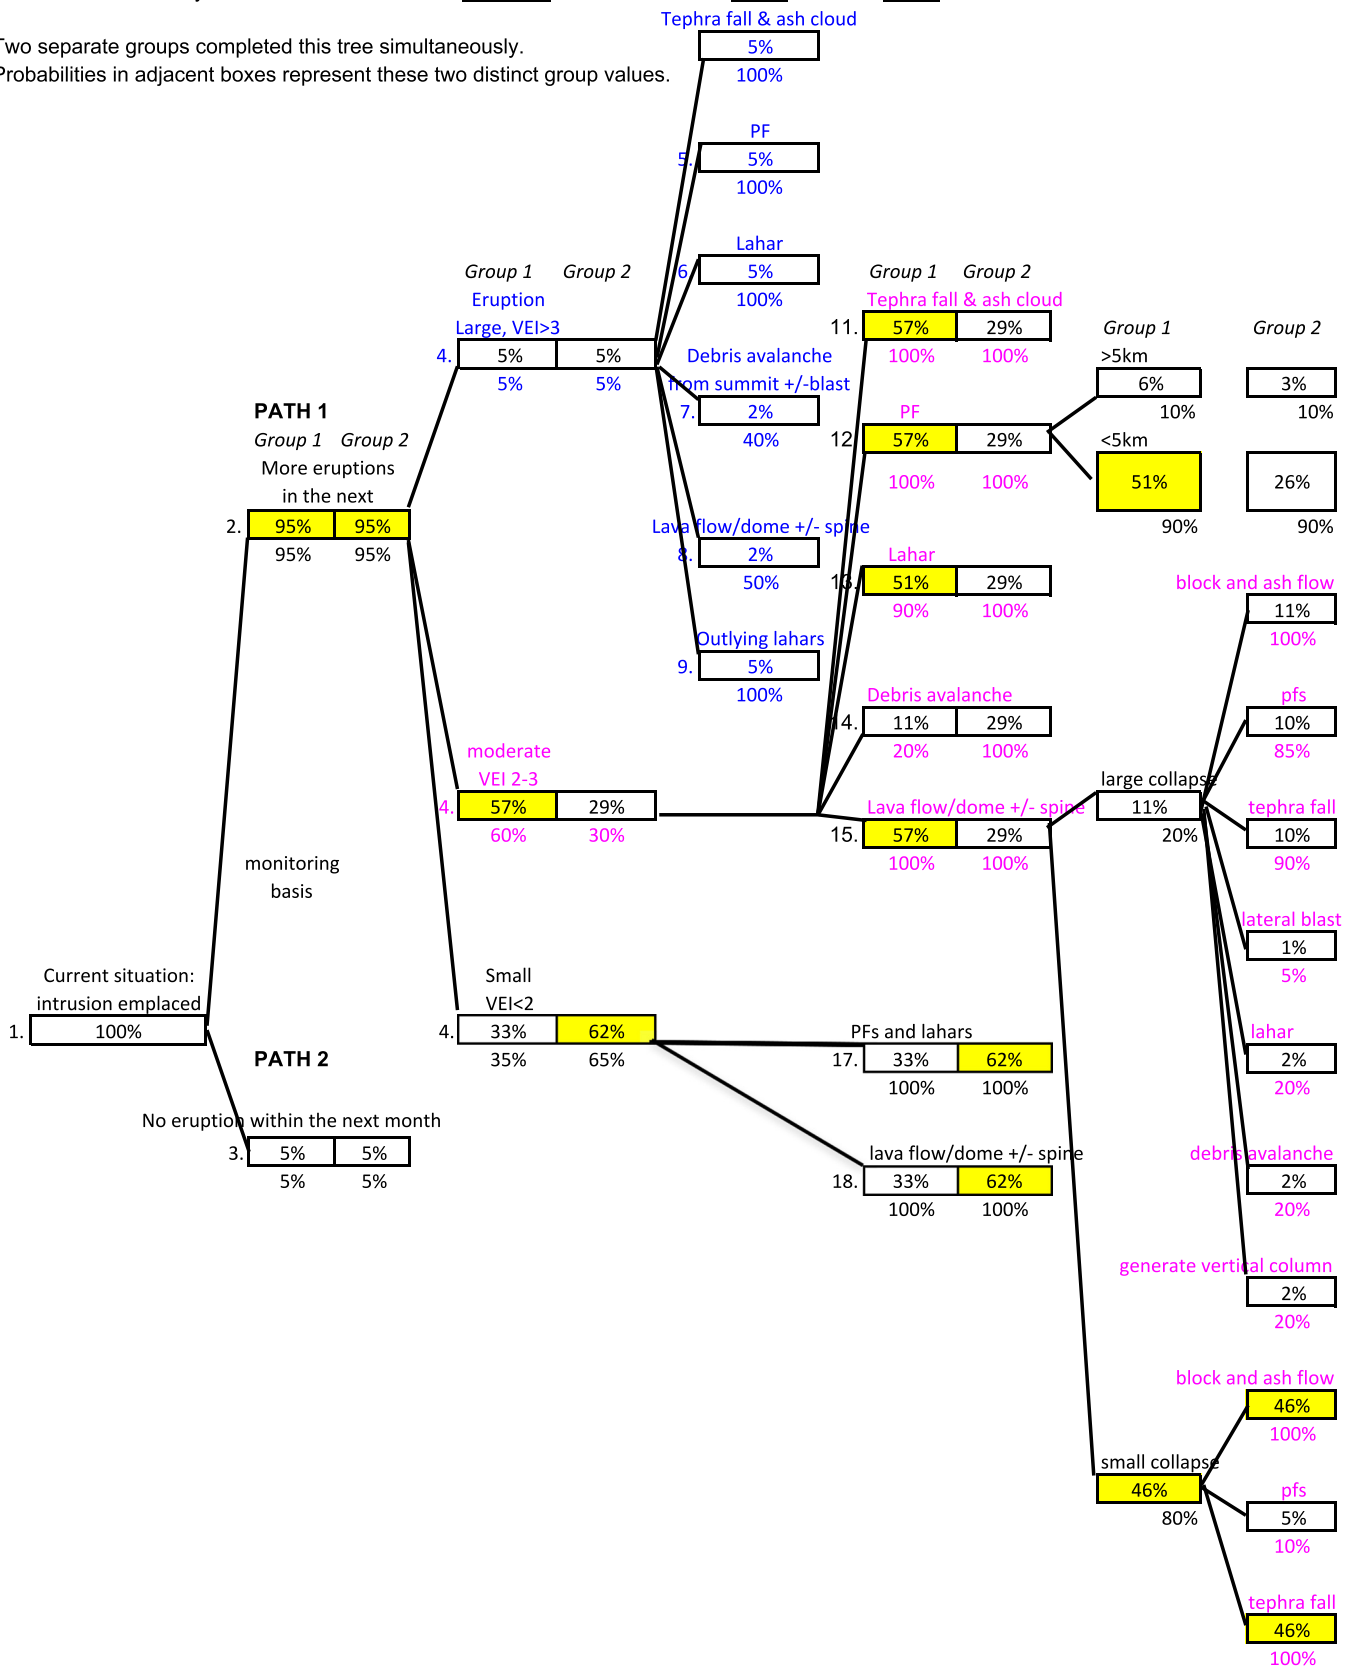 Two separate groups completed this tree simultaneously.
Probabilities in adjacent boxes represent these two distinct group values.
Tephra fall & ash cloud
5%
100%
PF
5. 5%
100%
Lahar
6 5%
100%
Debris avalanche
from summit +/-blast
7. 2%
40%
Lava flow/dome +/- spine
8. 2%
50%
Outlying lahars
9. 5%
100%
Group 1 Group 2
Eruption
Large, VEI>3
4. 5% 5%
5% 5%
PATH 1
Group 1 Group 2
More eruptions
in the next
2. 95% 95%
95% 95%
moderate
VEI 2-3
4. 57% 29%
60% 30%
monitoring
basis
Current situation:
intrusion emplaced
1. 100%
Small
VEI<2
4. 33% 62%
35% 65%
PATH 2
No eruption within the next month
3. 5% 5%
5% 5%
Group 1 Group 2
Tephra fall & ash cloud
11. 57% 29%
100% 100%
PF
12 57% 29%
100% 100%
Lahar
13. 51% 29%
90% 100%
Debris avalanche
14. 11% 29%
20% 100%
Lava flow/dome +/- spine
15. 57% 29%
100% 100%
PFs and lahars
17. 33% 62%
100% 100%
lava flow/dome +/- spine
18. 33% 62%
100% 100%
Group 1 Group 2
>5km
6% 3%
10% 10%
<5km
51% 26%
90% 90%
large collapse
11%
20%
block and ash flow
11%
100%
pfs
10%
85%
tephra fall
10%
90%
lateral blast
1%
5%
lahar
2%
20%
debris avalanche
2%
20%
generate vertical column
2%
20%
small collapse
46%
80%
block and ash flow
46%
100%
pfs
5%
10%
tephra fall
46%
100%